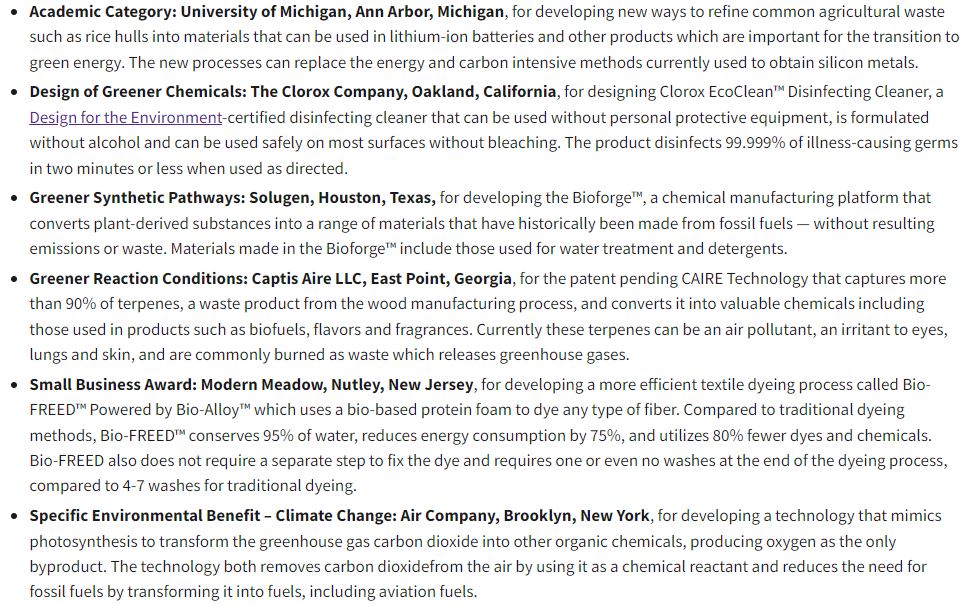 Academic Category: University of Michigan, Ann Arbor, Michigan, for developing new ways to refine common agricultural waste
such as rice hulls into materials that can be used in lithium-ion batteries and other products which are important for the transition to
green energy. The new processes can replace the energy and carbon intensive methods currently used to obtain silicon metals.
Design of Greener Chemicals: The Clorox Company, Oakland, California, for designing Clorox EcoClean™ Disinfecting Cleaner, a
Design for the Environment-certified disinfecting cleaner that can be used without personal protective equipment, is formulated
without alcohol and can be used safely on most surfaces without bleaching. The product disinfects 99.999% of illness-causing germs
in two minutes or less when used as directed.
Greener Synthetic Pathways: Solugen, Houston, Texas, for developing the Bioforge™, a chemical manufacturing platform that
converts plant-derived substances into a range of materials that have historically been made from fossil fuels — without resulting
emissions or waste. Materials made in the Bioforge™ include those used for water treatment and detergents.
Greener Reaction Conditions: Captis Aire LLC, East Point, Georgia, for the patent pending CAIRE Technology that captures more
than 90% of terpenes, a waste product from the wood manufacturing process, and converts it into valuable chemicals including
those used in products such as biofuels, flavors and fragrances. Currently these terpenes can be an air pollutant, an irritant to eyes,
lungs and skin, and are commonly burned as waste which releases greenhouse gases.
Small Business Award: Modern Meadow, Nutley, New Jersey, for developing a more efficient textile dyeing process called Bio-
FREED™ Powered by Bio-Alloy™ which uses a bio-based protein foam to dye any type of fiber. Compared to traditional dyeing
methods, Bio-FREED™ conserves 95% of water, reduces energy consumption by 75%, and utilizes 80% fewer dyes and chemicals.
Bio-FREED also does not require a separate step to fix the dye and requires one or even no washes at the end of the dyeing process,
compared to 4-7 washes for traditional dyeing.
Specific Environmental Benefit – Climate Change: Air Company, Brooklyn, New York, for developing a technology that mimics
photosynthesis to transform the greenhouse gas carbon dioxide into other organic chemicals, producing oxygen as the only
byproduct. The technology both removes carbon dioxidefrom the air by using it as a chemical reactant and reduces the need for
fossil fuels by transforming it into fuels, including aviation fuels.